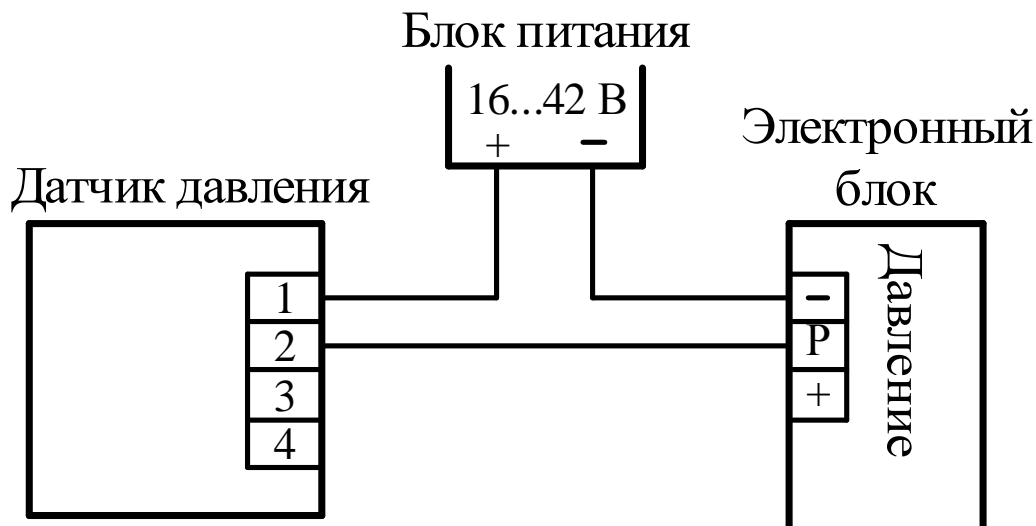 Блок питания
16...42 В
+ −
Электронный
блок
Датчик давления
1
2
3
4
−
P
+
Давление